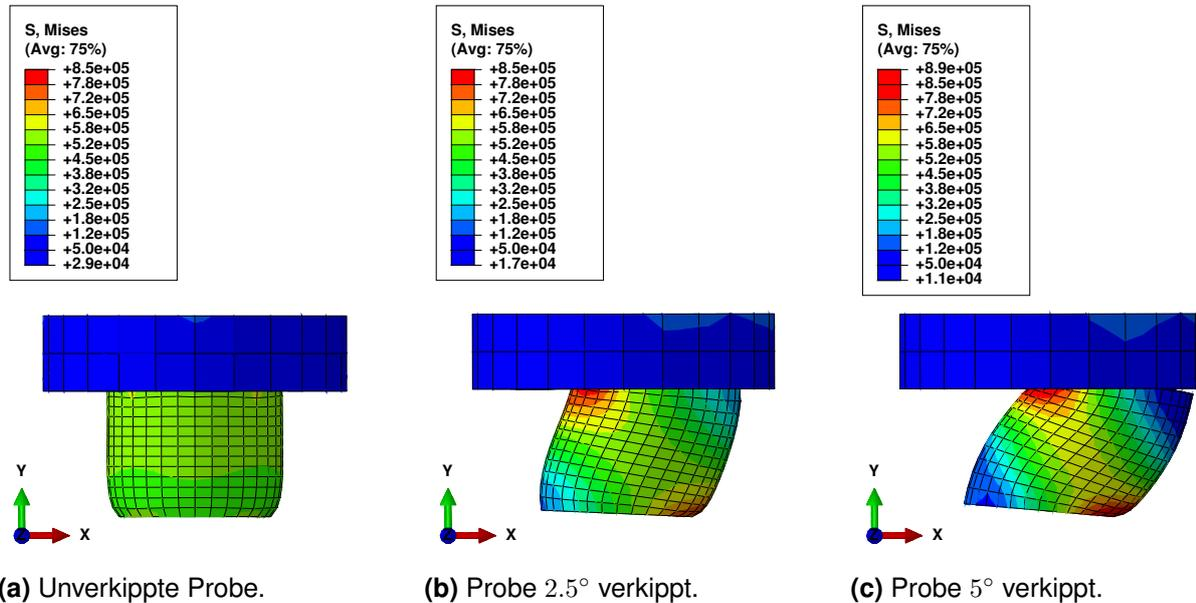 S, Mises
(Avg: 75%)
+8.5e+05
+7.8e+05
+7.2e+05
+6.5e+05
+5.8e+05
+5.2e+05
+4.5e+05
+3.8e+05
+3.2e+05
+2.5e+05
+1.8e+05
+1.2e+05
+5.0e+04
+2.9e+04
Y
Z
X
(a) Unverkippte Probe.
S, Mises
(Avg: 75%)
+8.5e+05
+7.8e+05
+7.2e+05
+6.5e+05
+5.8e+05
+5.2e+05
+4.5e+05
+3.8e+05
+3.2e+05
+2.5e+05
+1.8e+05
+1.2e+05
+5.0e+04
+1.7e+04
Y
Z
X
(b) Probe 2.5° verkippt.
S, Mises
(Avg: 75%)
+8.9e+05
+8.5e+05
+7.8e+05
+7.2e+05
+6.5e+05
+5.8e+05
+5.2e+05
+4.5e+05
+3.8e+05
+3.2e+05
+2.5e+05
+1.8e+05
+1.2e+05
+5.0e+04
+1.1e+04
Y
Z
X
(c) Probe 5° verkippt.